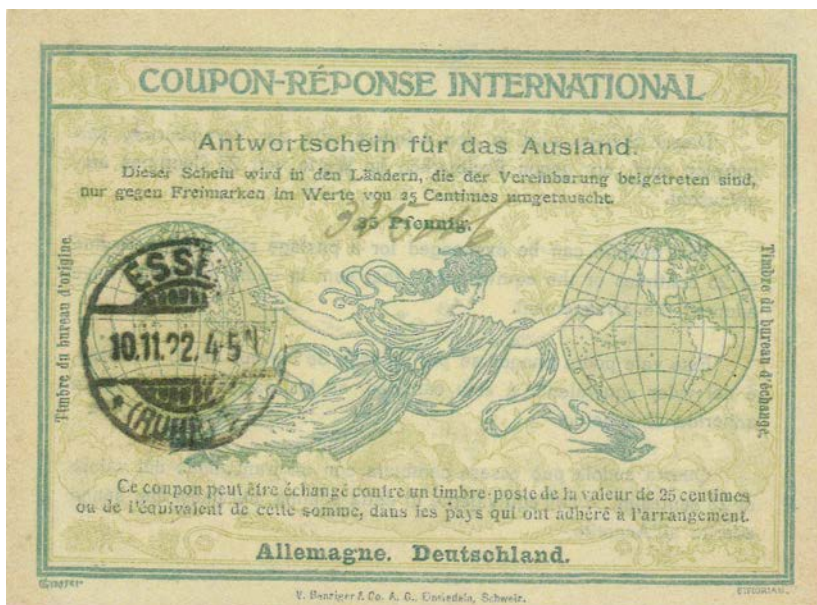 COUPON-RÉPONSE INTERNATIONAL
Antwortschein für das Ausland.
Dieser Schein wird in den Ländern, die der Vereinbarung beigetreten sind,
nur gegen Freimarken im Werte von 25 Centimes umgetauscht.
Pfennig.
Timbre du bureau d'origine
ESSE
10.11.22. 4-5 N
(RUHR)
Timbre du bureau d'échange.
Ce coupon peut être échangé contre un timbre-poste de la valeur de 25 centimes
ou de l'équivalent de cette somme, dans les pays qui ont adhéré à l'arrangement.
Allemagne. Deutschland.
V. Benziger & Co. A. G., Einsiedeln, Schweiz.